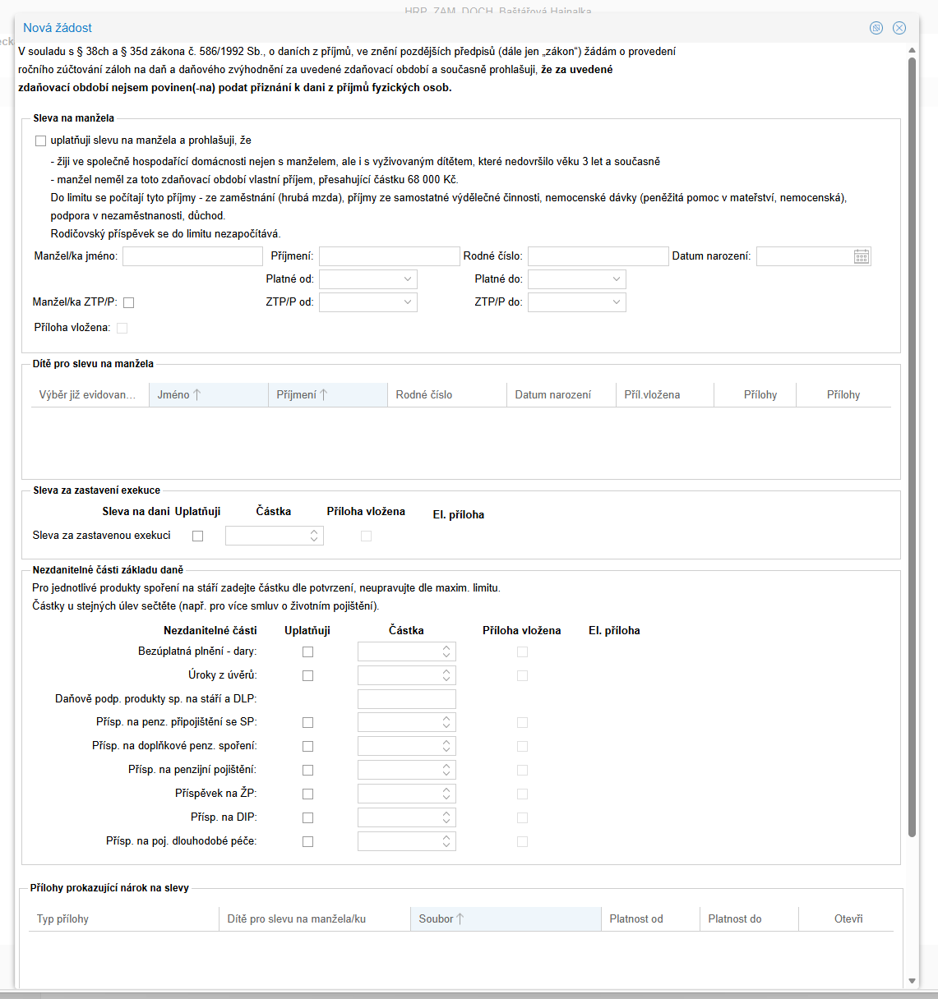 HRP, ZAM, DOCH, Baštářová Hajnalka
Nová žádost
V souladu s § 38ch a § 35d zákona č. 586/1992 Sb., o daních z příjmů, ve znění pozdějších předpisů (dále jen „zákon“) žádám o provedení
ročního zúčtování záloh na daň a daňového zvýhodnění za uvedené zdaňovací období a současně prohlašuji, že za uvedené
zdaňovací období nejsem povinen(-na) podat přiznání k dani z příjmů fyzických osob.
Sleva na manžela
uplatňuji slevu na manžela a prohlašuji, že
- žiji ve společně hospodařící domácnosti nejen s manželem, ale i s vyživovaným dítětem, které nedovršilo věku 3 let a současně
- manžel neměl za toto zdaňovací období vlastní příjem, přesahující částku 68 000 Kč.
Do limitu se počítají tyto příjmy - ze zaměstnání (hrubá mzda), příjmy ze samostatné výdělečné činnosti, nemocenské dávky (peněžitá pomoc v mateřství, nemocenská),
podpora v nezaměstnanosti, důchod.
Rodičovský příspěvek se do limitu nezapočítává.
Manžel/ka jméno: Příjmení: Rodné číslo: Datum narození:
Platné od: Platné do:
Manžel/ka ZTP/P: ZTP/P od: ZTP/P do:
Příloha vložena:
Dítě pro slevu na manžela
Výběr již evidovan... Jméno Příjmení Rodné číslo Datum narození Příl.vložena Přílohy Přílohy
Sleva za zastavení exekuce
Sleva na dani Uplatňuji Částka Příloha vložena El. příloha
Sleva za zastavenou exekuci
Nezdanitelné části základu daně
Pro jednotlivé produkty spoření na stáří zadejte částku dle potvrzení, neupravujte dle maxim. limitu.
Částky u stejných úlev sečtěte (např. pro více smluv o životním pojištění).
Nezdanitelné části Uplatňuji Částka Příloha vložena El. příloha
Bezúplatná plnění - dary:
Úroky z úvěrů:
Daňově podp. produkty sp. na stáří a DLP:
Přísp. na penz. připojištění se SP:
Přísp. na doplňkové penz. spoření:
Přísp. na penzijní pojištění:
Příspěvek na ŽP:
Přísp. na DIP:
Přísp. na poj. dlouhodobé péče:
Přílohy prokazující nárok na slevy
Typ přílohy Dítě pro slevu na manžela/ku Soubor Platnost od Platnost do Otevři